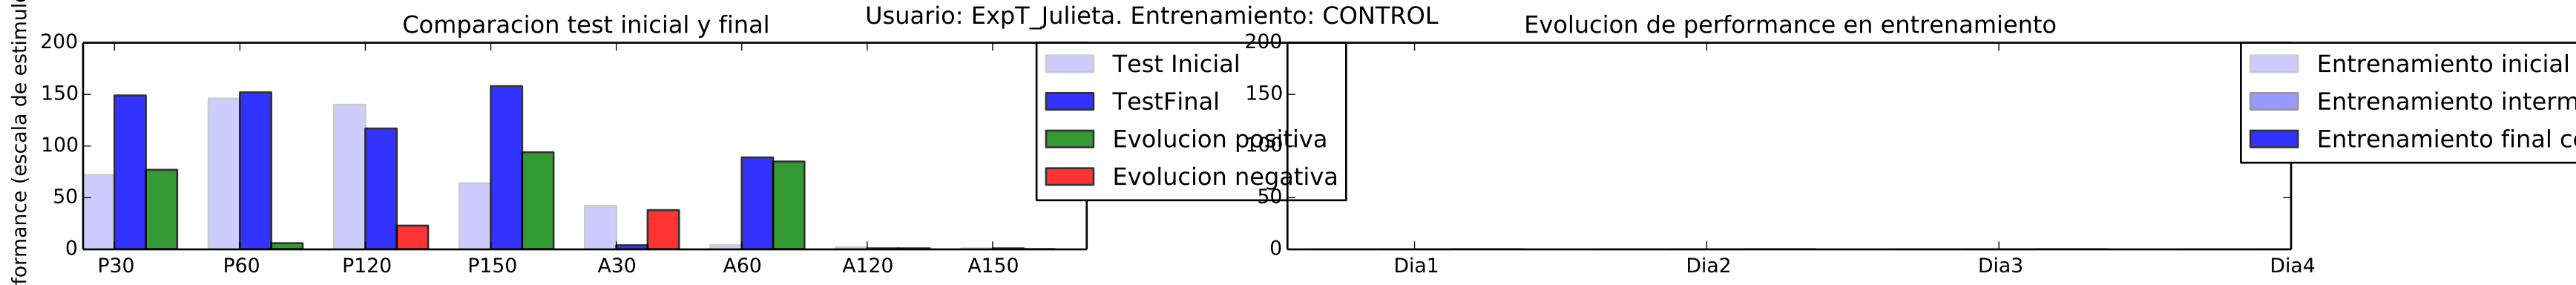 Usuario: ExpT_Julieta. Entrenamiento: CONTROL
Comparacion test inicial y final
formance (escala de estimulo
200
150
100
50
0
P30 P60 P120 P150 A30 A60 A120 A150
Test Inicial
TestFinal
Evolucion positiva
Evolucion negativa
Evolucion de performance en entrenamiento
200
150
100
50
0
Dia1 Dia2 Dia3 Dia4
Entrenamiento inicial
Entrenamiento interm
Entrenamiento final c